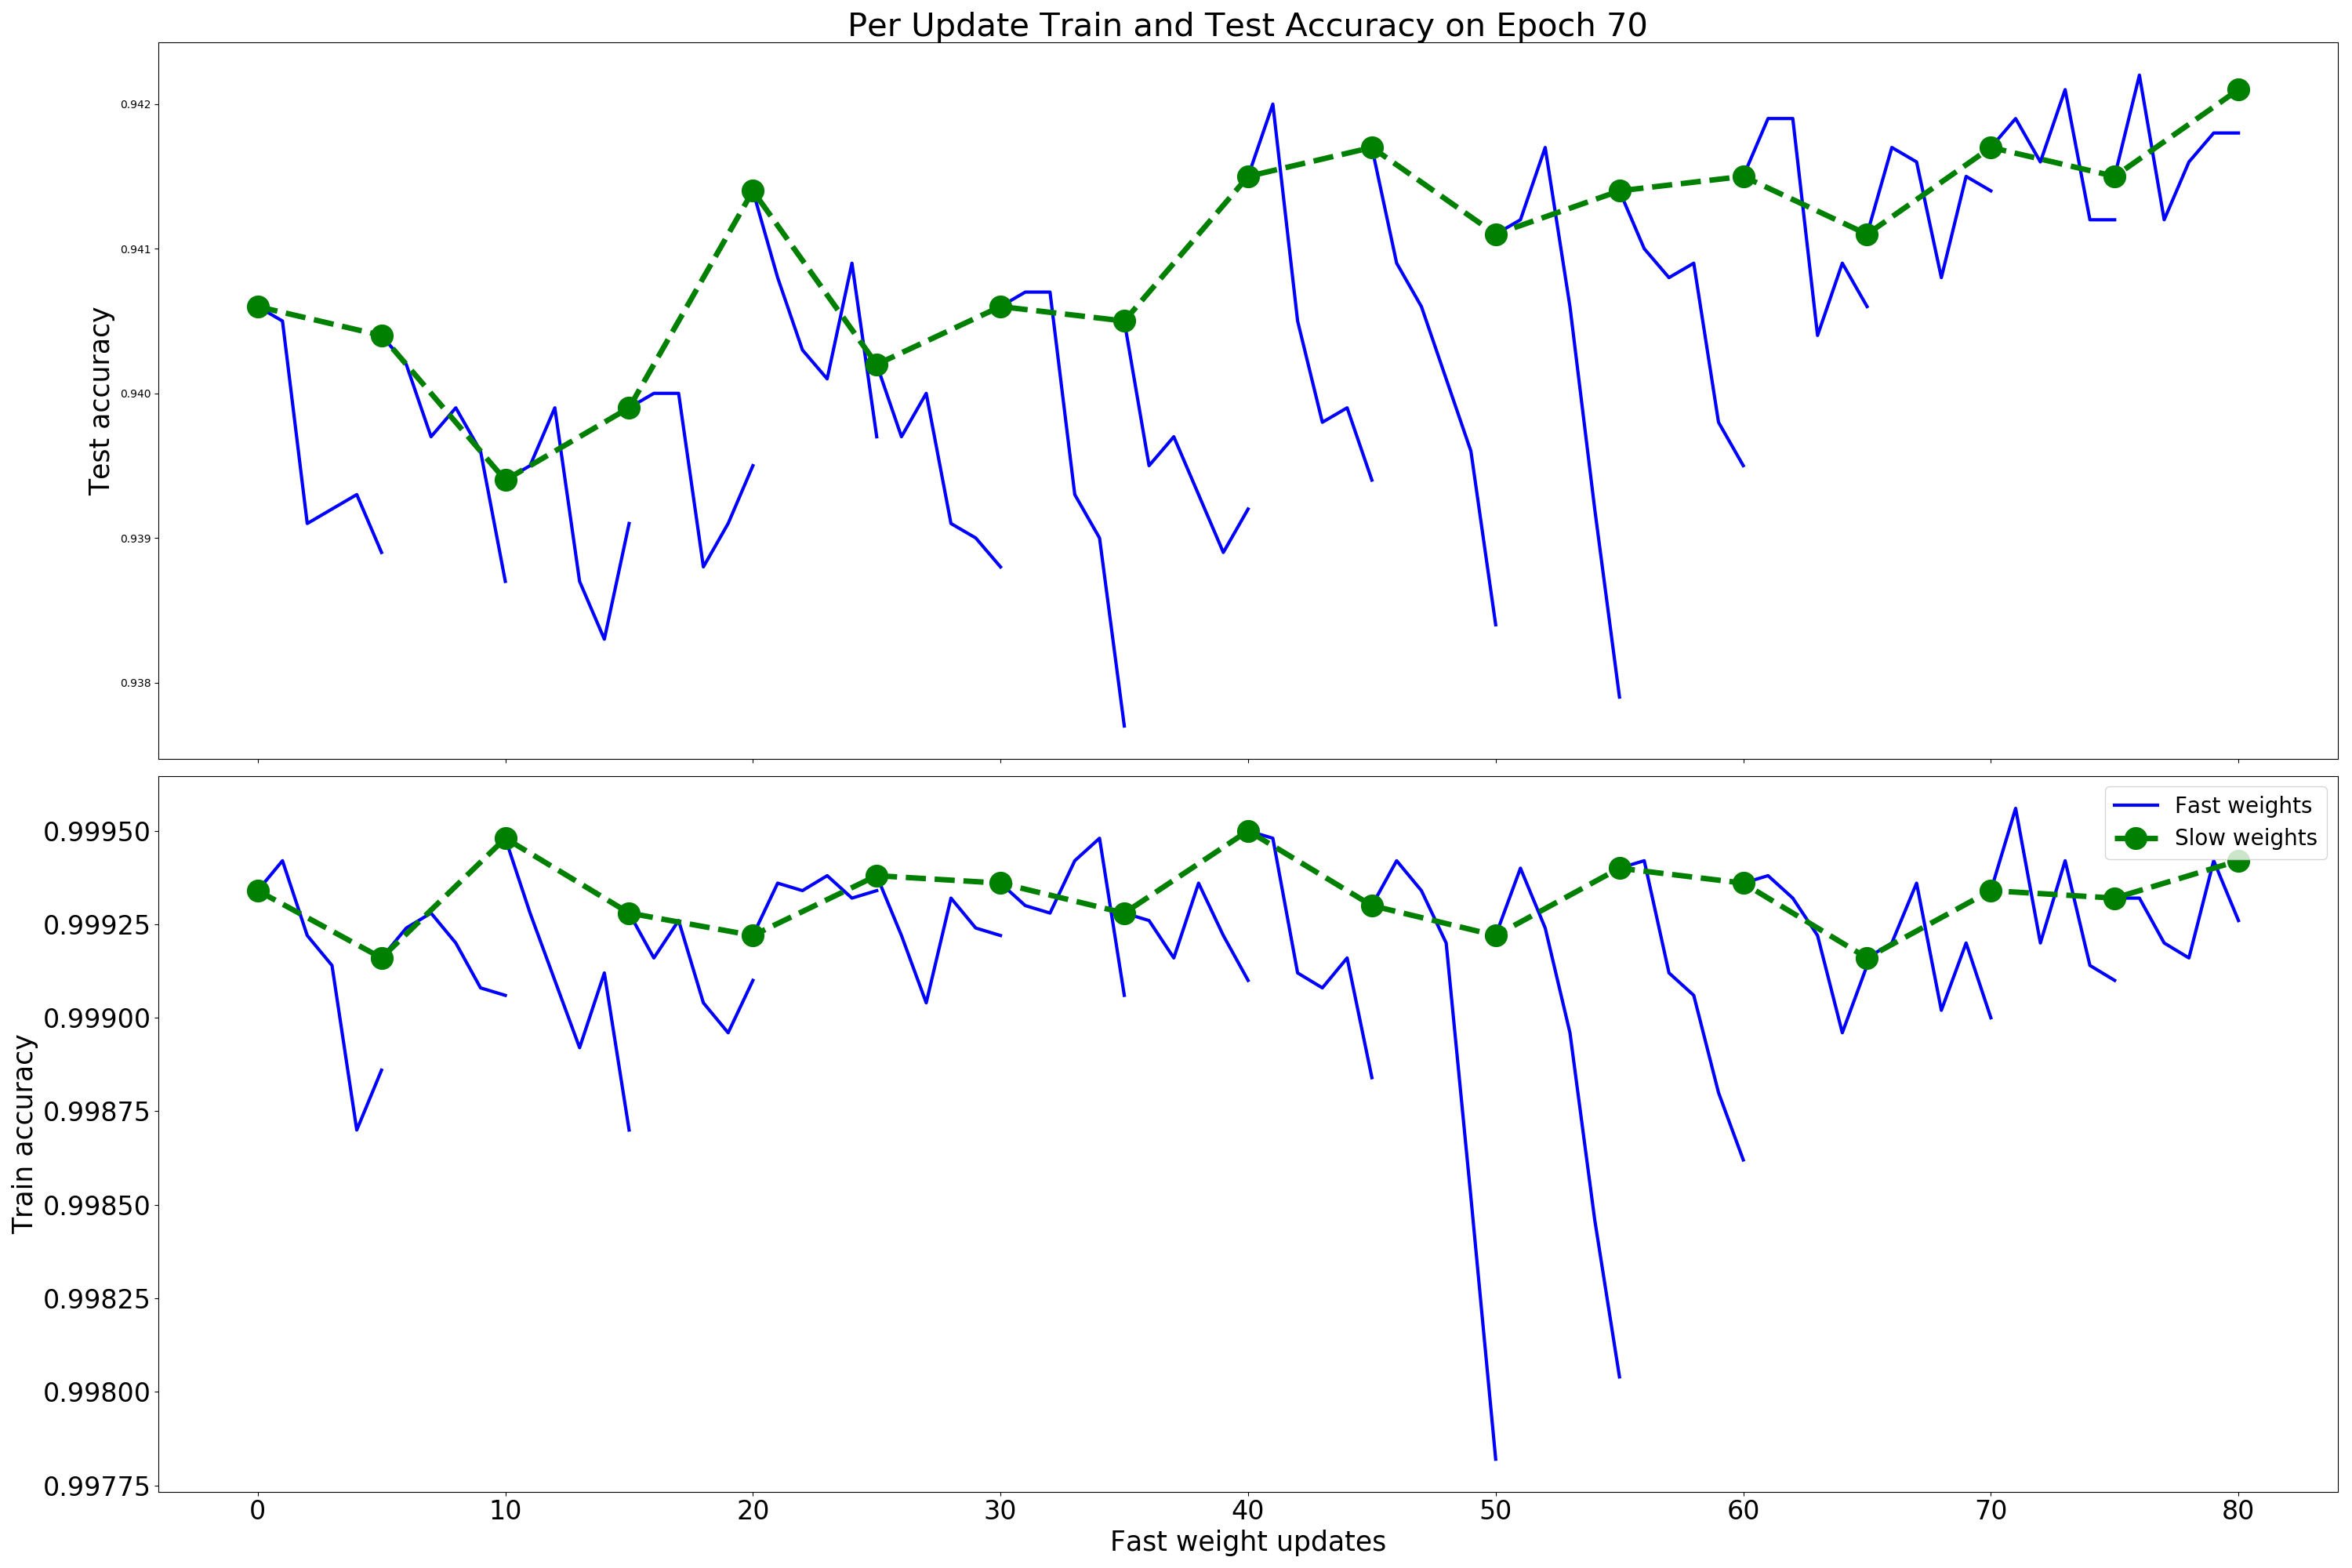 Per Update Train and Test Accuracy on Epoch 70
0.942
0.941
0.940
0.939
0.938
Test accuracy
Fast weights
Slow weights
0.99950
0.99925
0.99900
0.99875
0.99850
0.99825
0.99800
0.99775
Train accuracy
0 10 20 30 40 50 60 70 80
Fast weight updates